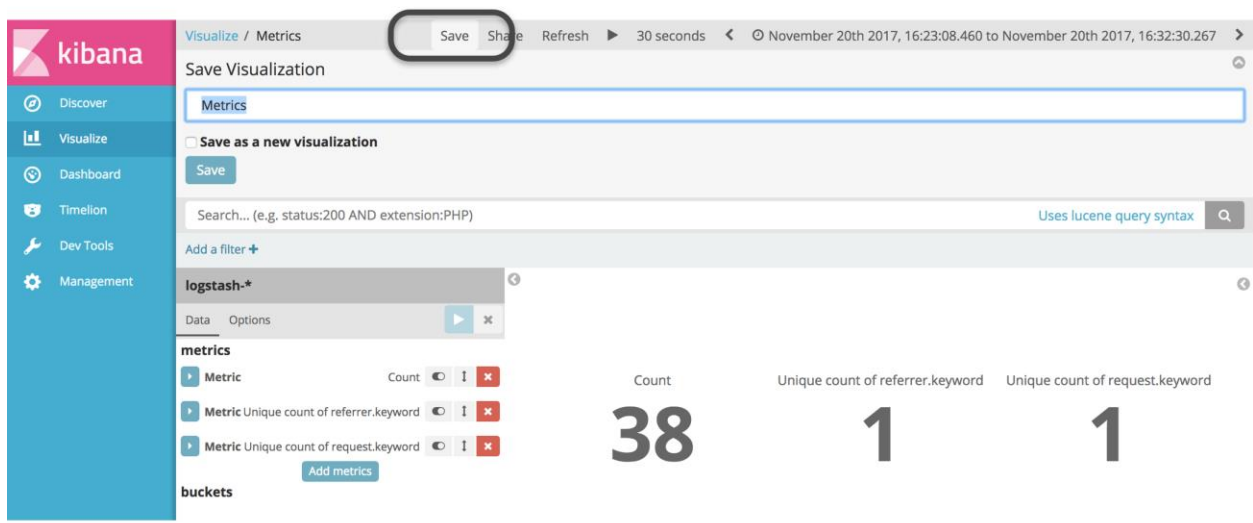 kibana
Discover
Visualize
Dashboard
Timelion
Dev Tools
Management
Visualize / Metrics Save Share Refresh 30 seconds November 20th 2017, 16:23:08.460 to November 20th 2017, 16:32:30.267
Save Visualization
Metrics
Save as a new visualization
Save
Search... (e.g. status:200 AND extension:PHP) Uses lucene query syntax
Add a filter +
logstash-*
Data Options
metrics
Metric Count
Metric Unique count of referrer.keyword
Metric Unique count of request.keyword
Add metrics
buckets
Count Unique count of referrer.keyword Unique count of request.keyword
38 1 1